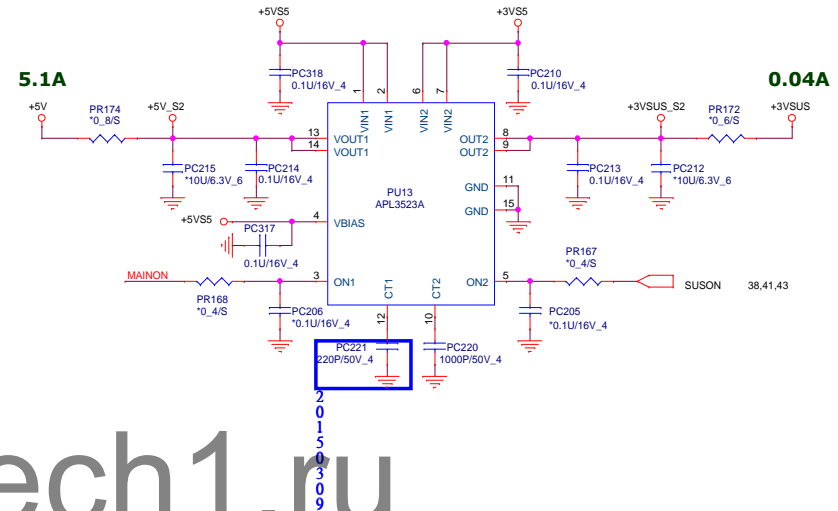 +5VS5
+3VS5
5.1A
0.04A
PC318
0.1U/16V_4
PC210
0.1U/16V_4
1
2
6
7
+5V
PR174
*0_8/S
+5V_S2
+3VSUS_S2
PR172
*0_6/S
+3VSUS
VIN1
VIN1
VIN2
VIN2
13
VOUT1
14
VOUT1
OUT2
8
OUT2
9
PC215
*10U/6.3V_6
PC214
0.1U/16V_4
PC213
0.1U/16V_4
PC212
*10U/6.3V_6
PU13
APL3523A
GND
11
GND
15
+5VS5
4
VBIAS
PC317
0.1U/16V_4
MAINON
PR168
*0_4/S
3
ON1
ON2
5
PR167
*0_4/S
SUSON
38,41,43
CT1
CT2
12
10
PC206
*0.1U/16V_4
PC205
*0.1U/16V_4
PC221
220P/50V_4
PC220
1000P/50V_4
20150309
ech1.ru